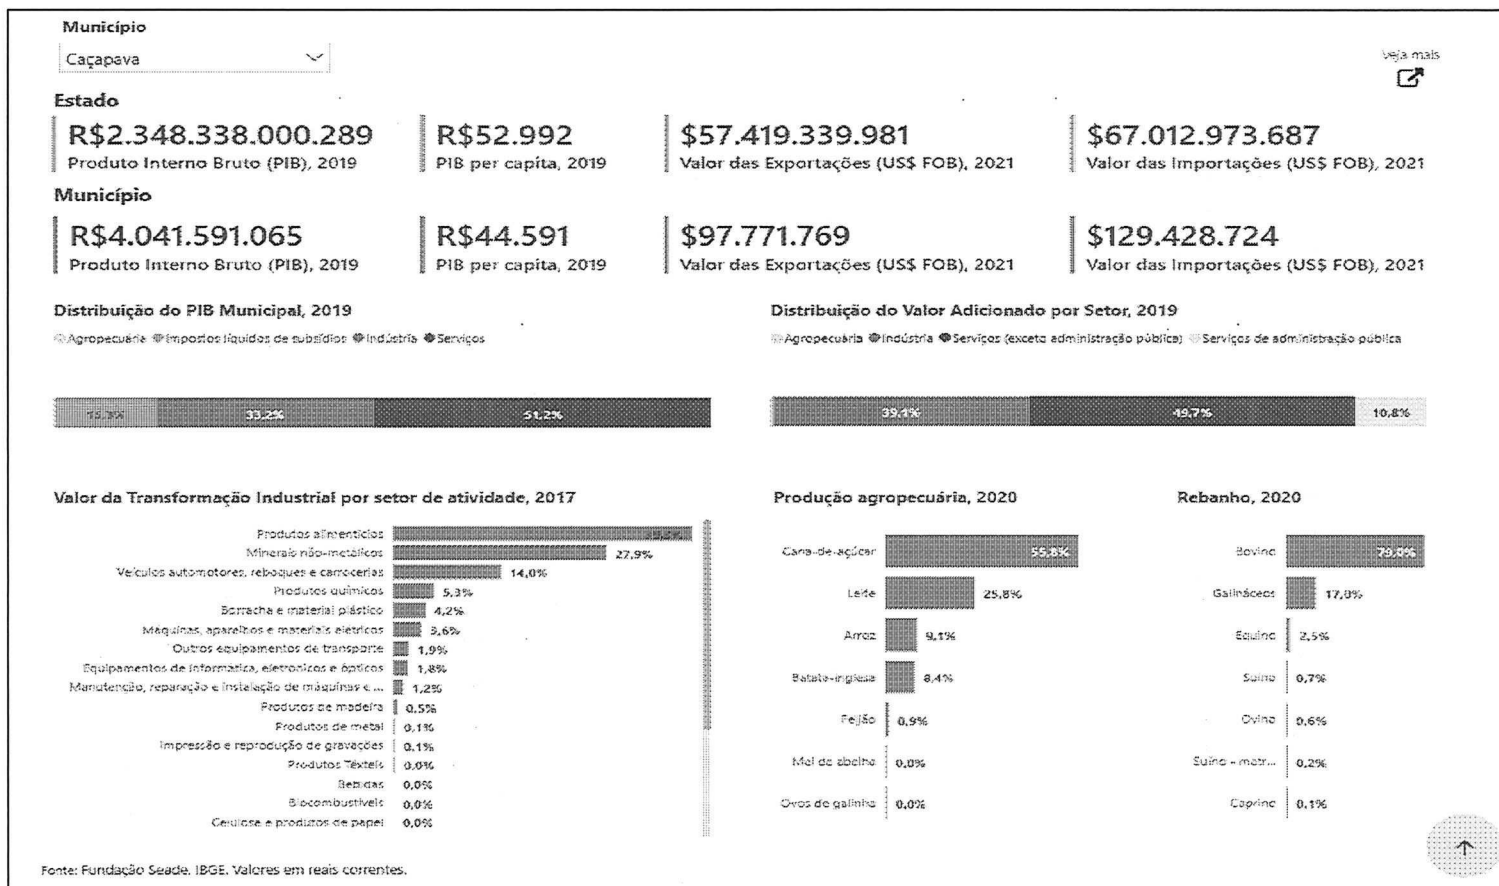 Município
Caçapava
Veja mais
Estado
R$2.348.338.000.289
Produto Interno Bruto (PIB), 2019
R$52.992
PIB per capita, 2019
$57.419.339.981
Valor das Exportações (US$ FOB), 2021
$67.012.973.687
Valor das Importações (US$ FOB), 2021
Município
R$4.041.591.065
Produto Interno Bruto (PIB), 2019
R$44.591
PIB per capita, 2019
$97.771.769
Valor das Exportações (US$ FOB), 2021
$129.428.724
Valor das Importações (US$ FOB), 2021
Distribuição do PIB Municipal, 2019
Agropecuária Impostos líquidos de subsídios Indústria Serviços
15,3% 33,2% 51,2%
Distribuição do Valor Adicionado por Setor, 2019
Agropecuária Indústria Serviços (exceto administração pública) Serviços de administração pública
39,1% 49,7% 10,8%
Valor da Transformação Industrial por setor de atividade, 2017
Produtos alimentícios
Minerais não-metálicos 27,9%
Veículos automotores, reboques e carrocerias 14,0%
Produtos químicos 5,3%
Borracha e material plástico 4,2%
Máquinas, aparelhos e materiais elétricos 3,6%
Outros equipamentos de transporte 1,9%
Equipamentos de informática, eletronicos e ópticos 1,8%
Manutenção, reparação e instalação de máquinas e ... 1,2%
Produtos de madeira 0,5%
Produtos de metal 0,1%
Impressão e reprodução de gravações 0,1%
Produtos Têxteis 0,0%
Bebidas 0,0%
Biocombustíveis 0,0%
Celulose e produtos de papel 0,0%
Produção agropecuária, 2020
Cana-de-açúcar 55,8%
Leite 25,8%
Arroz 9,1%
Batata-inglesa 8,4%
Feijão 0,9%
Mel de abelha 0,0%
Ovos de galinha 0,0%
Rebanho, 2020
Bovino 79,0%
Galináceos 17,0%
Equino 2,5%
Suíno 0,7%
Ovino 0,6%
Suíno - matr... 0,2%
Caprino 0,1%
Fonte: Fundação Seade. IBGE. Valores em reais correntes.